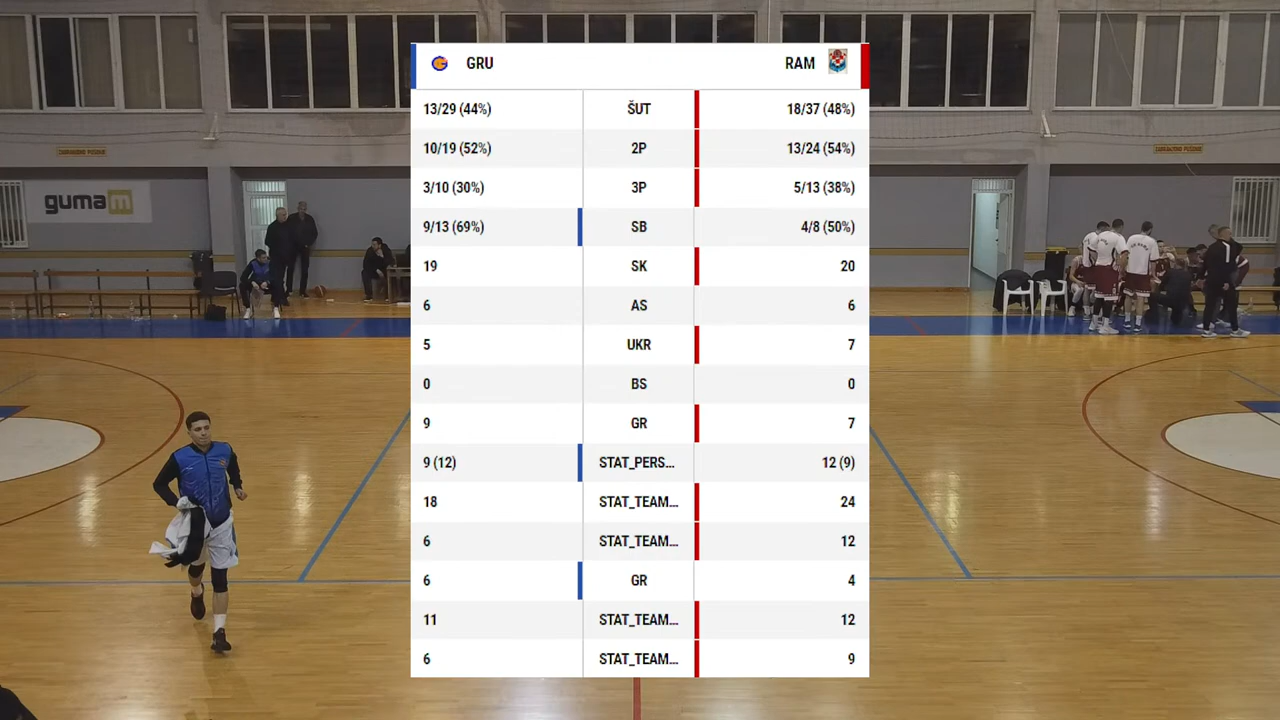 GRU RAM
13/29 (44%) ŠUT 18/37 (48%)
10/19 (52%) 2P 13/24 (54%)
3/10 (30%) 3P 5/13 (38%)
9/13 (69%) SB 4/8 (50%)
19 SK 20
6 AS 6
5 UKR 7
0 BS 0
9 GR 7
9 (12) STAT_PERS... 12 (9)
18 STAT_TEAM... 24
6 STAT_TEAM... 12
6 GR 4
11 STAT_TEAM... 12
6 STAT_TEAM... 9
gumam